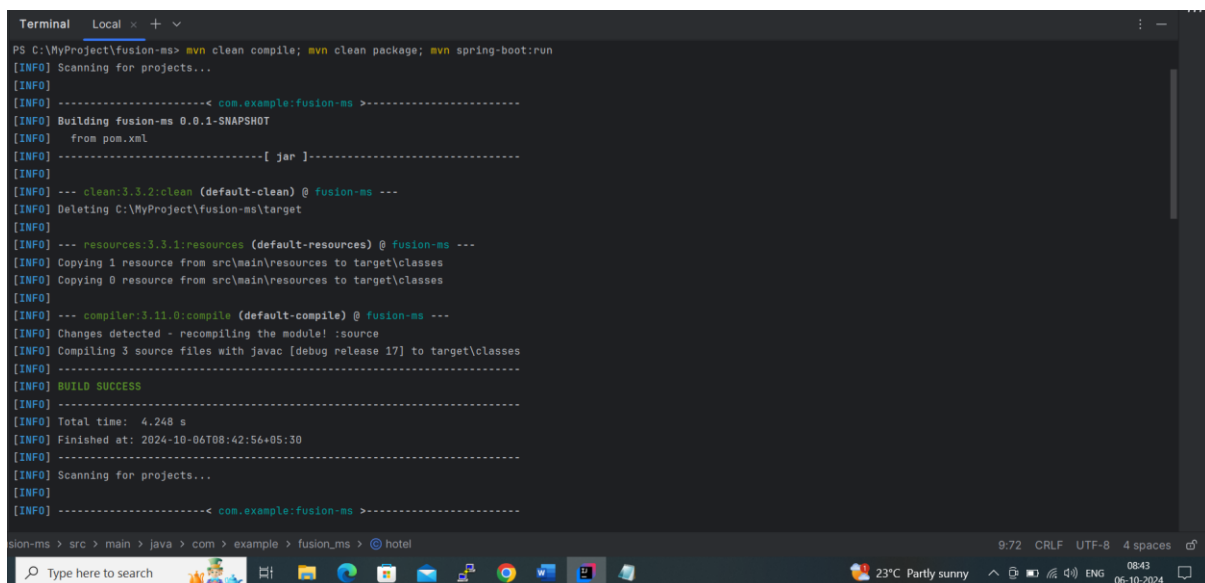 Terminal Local × +
PS C:\MyProject\fusion-ms> mvn clean compile; mvn clean package; mvn spring-boot:run
[INFO] Scanning for projects...
[INFO]
[INFO] -----------------------< com.example:fusion-ms >------------------------
[INFO] Building fusion-ms 0.0.1-SNAPSHOT
[INFO]   from pom.xml
[INFO] --------------------------------[ jar ]---------------------------------
[INFO]
[INFO] --- clean:3.3.2:clean (default-clean) @ fusion-ms ---
[INFO] Deleting C:\MyProject\fusion-ms\target
[INFO]
[INFO] --- resources:3.3.1:resources (default-resources) @ fusion-ms ---
[INFO] Copying 1 resource from src\main\resources to target\classes
[INFO] Copying 0 resource from src\main\resources to target\classes
[INFO]
[INFO] --- compiler:3.11.0:compile (default-compile) @ fusion-ms ---
[INFO] Changes detected - recompiling the module! :source
[INFO] Compiling 3 source files with javac [debug release 17] to target\classes
[INFO] ------------------------------------------------------------------------
[INFO] BUILD SUCCESS
[INFO] ------------------------------------------------------------------------
[INFO] Total time:  4.248 s
[INFO] Finished at: 2024-10-06T08:42:56+05:30
[INFO] ------------------------------------------------------------------------
[INFO] Scanning for projects...
[INFO]
[INFO] -----------------------< com.example:fusion-ms >------------------------
sion-ms > src > main > java > com > example > fusion_ms > hotel 9:72 CRLF UTF-8 4 spaces
Type here to search 23°C Partly sunny ENG 08:43
06-10-2024